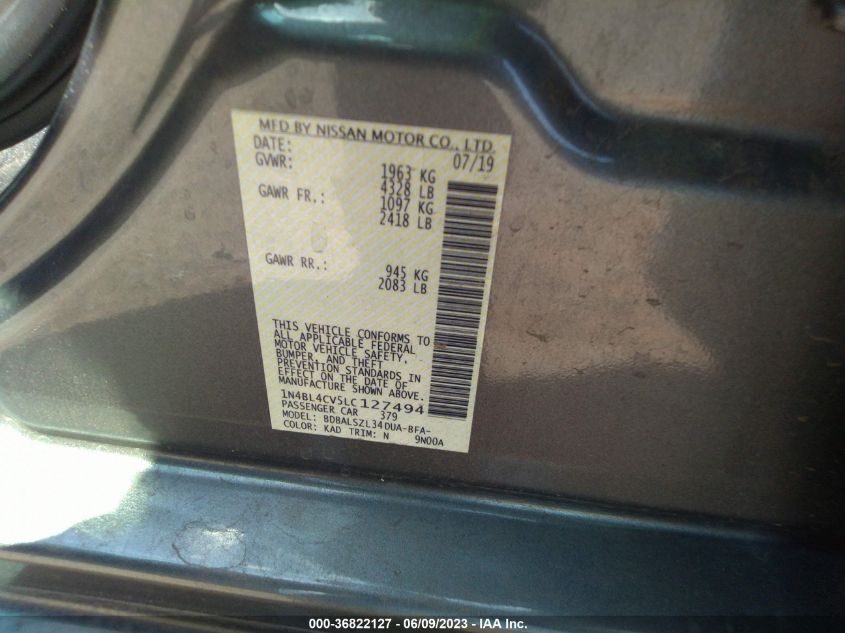 MFD BY NISSAN MOTOR CO., LTD.
DATE: 07/19
GVWR: 1963 KG
4328 LB
GAWR FR.: 1097 KG
2418 LB
GAWR RR.: 945 KG
2083 LB
THIS VEHICLE CONFORMS TO
ALL APPLICABLE FEDERAL
MOTOR VEHICLE SAFETY,
BUMPER, AND THEFT
PREVENTION STANDARDS IN
EFFECT ON THE DATE OF
MANUFACTURE SHOWN ABOVE.
1N4BL4CV5LC127494
PASSENGER CAR 379
MODEL: BDBALSZL34DUA-BFA-
COLOR: KAD TRIM: N 9N00A
000-36822127 - 06/09/2023 - IAA Inc.